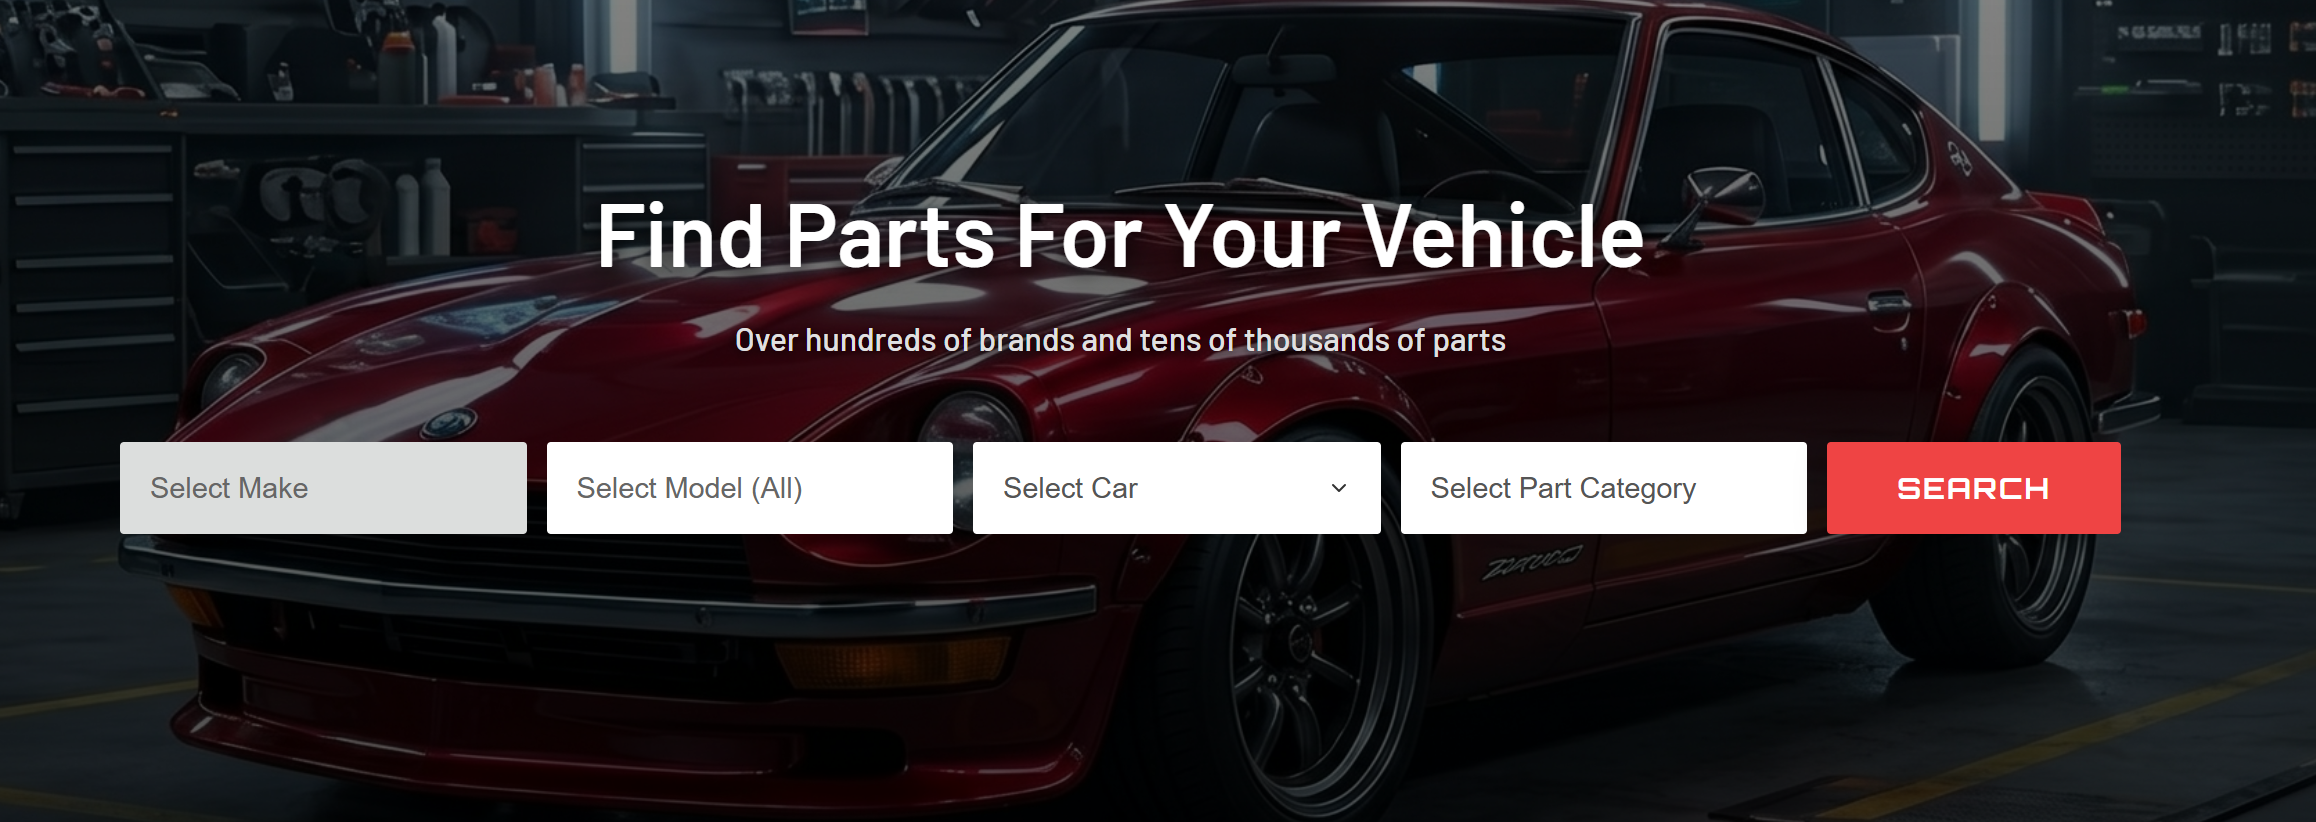 Find Parts For Your Vehicle
Over hundreds of brands and tens of thousands of parts
Select Make
Select Model (All)
Select Car
Select Part Category
SEARCH